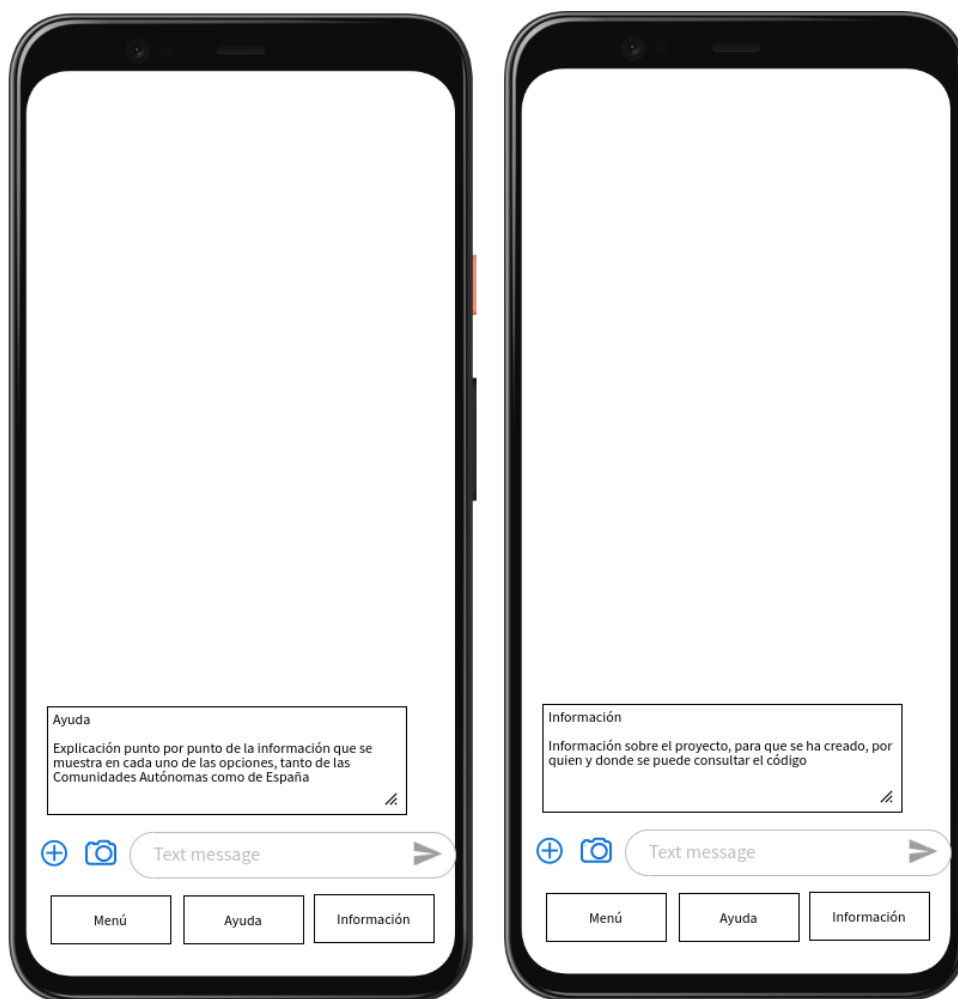 Ayuda
Explicación punto por punto de la información que se
muestra en cada uno de las opciones, tanto de las
Comunidades Autónomas como de España
Text message
Menú
Ayuda
Información
Información
Información sobre el proyecto, para que se ha creado, por
quien y donde se puede consultar el código
Text message
Menú
Ayuda
Información